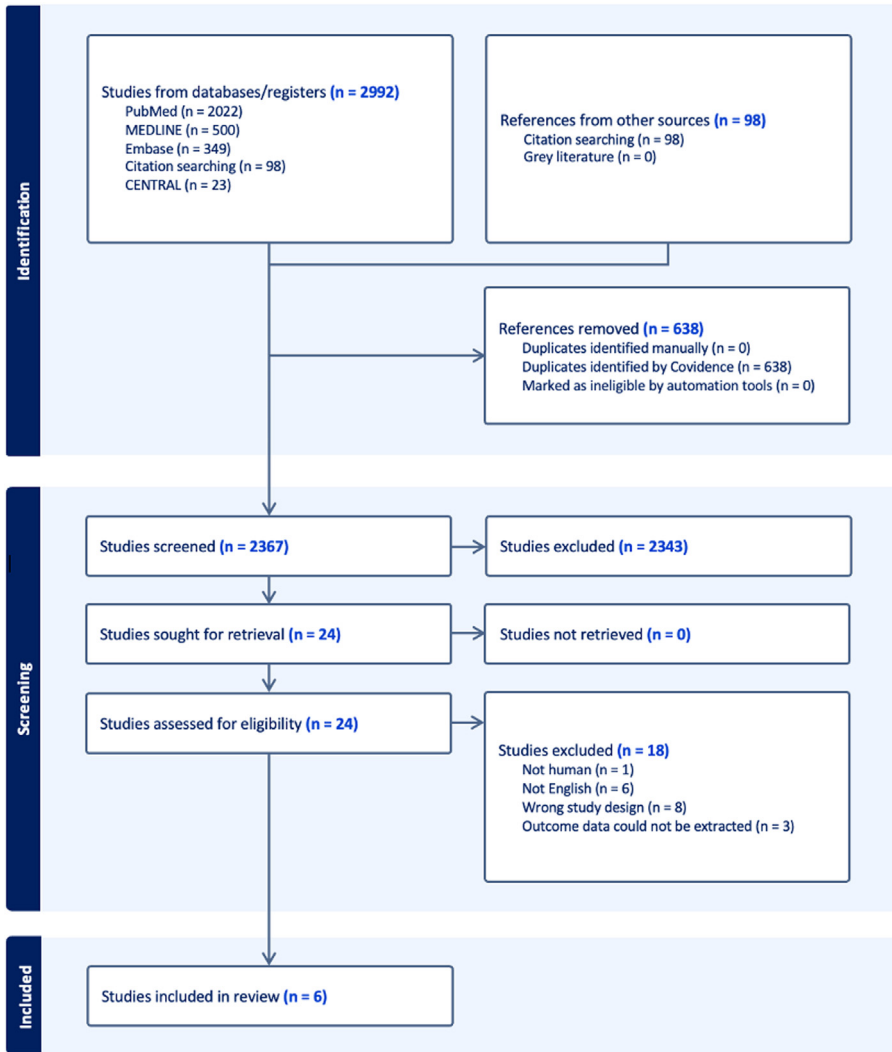 Identification
Studies from databases/registers (n = 2992)
PubMed (n = 2022)
MEDLINE (n = 500)
Embase (n = 349)
Citation searching (n = 98)
CENTRAL (n = 23)
References from other sources (n = 98)
Citation searching (n = 98)
Grey literature (n = 0)
References removed (n = 638)
Duplicates identified manually (n = 0)
Duplicates identified by Covidence (n = 638)
Marked as ineligible by automation tools (n = 0)
Screening
Studies screened (n = 2367)
Studies excluded (n = 2343)
Studies sought for retrieval (n = 24)
Studies not retrieved (n = 0)
Studies assessed for eligibility (n = 24)
Studies excluded (n = 18)
Not human (n = 1)
Not English (n = 6)
Wrong study design (n = 8)
Outcome data could not be extracted (n = 3)
Included
Studies included in review (n = 6)